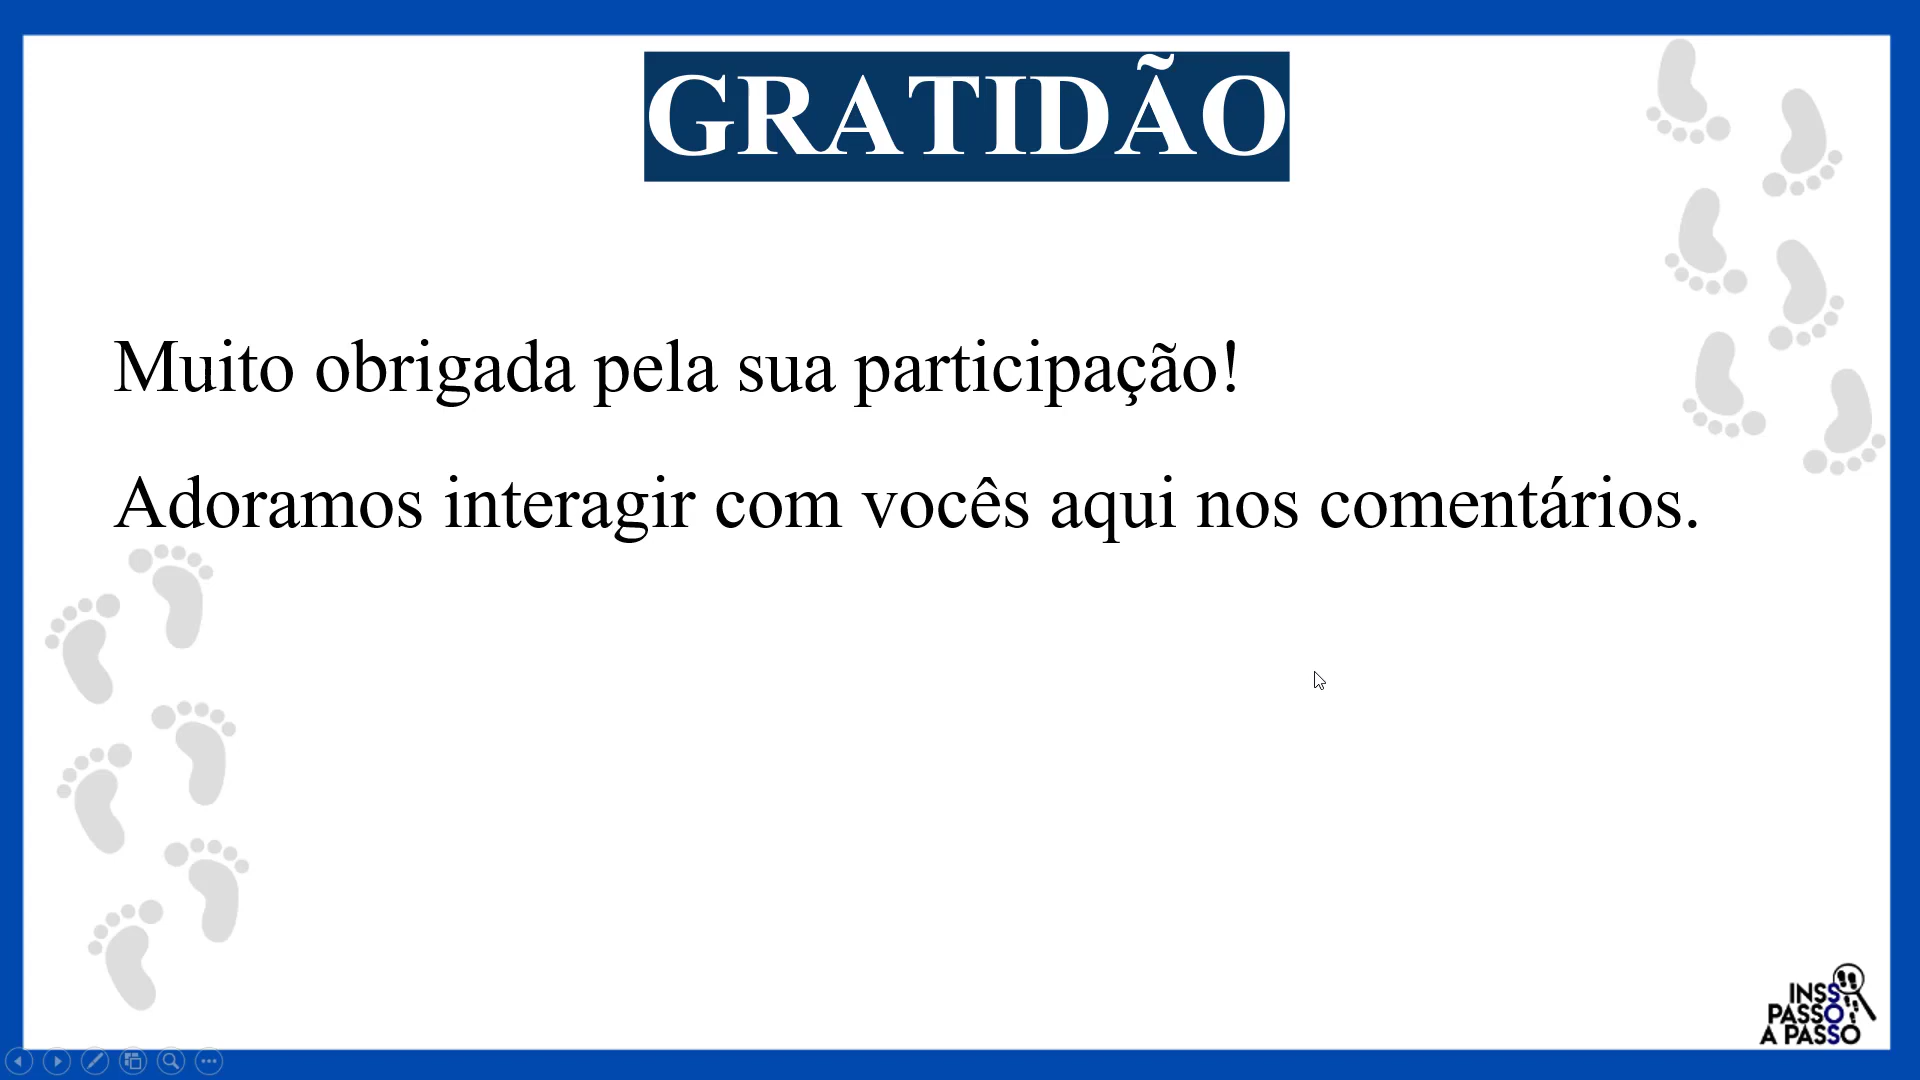 GRATIDÃO
Muito obrigada pela sua participação!
Adoramos interagir com vocês aqui nos comentários.
INSS
PASSO
A PASSO